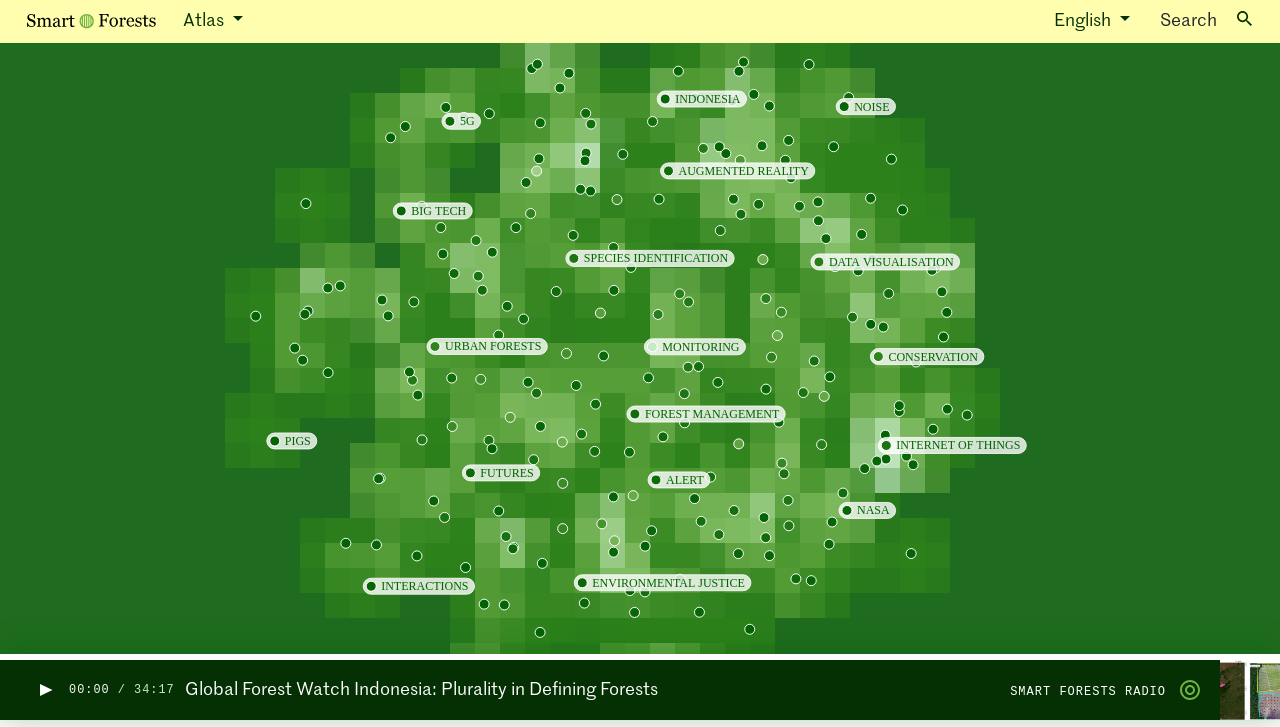 Smart Forests
Atlas
English
Search
INDONESIA
NOISE
5G
AUGMENTED REALITY
BIG TECH
SPECIES IDENTIFICATION
DATA VISUALISATION
URBAN FORESTS
MONITORING
CONSERVATION
FOREST MANAGEMENT
PIGS
INTERNET OF THINGS
FUTURES
ALERT
NASA
INTERACTIONS
ENVIRONMENTAL JUSTICE
00:00 / 34:17 Global Forest Watch Indonesia: Plurality in Defining Forests
SMART FORESTS RADIO